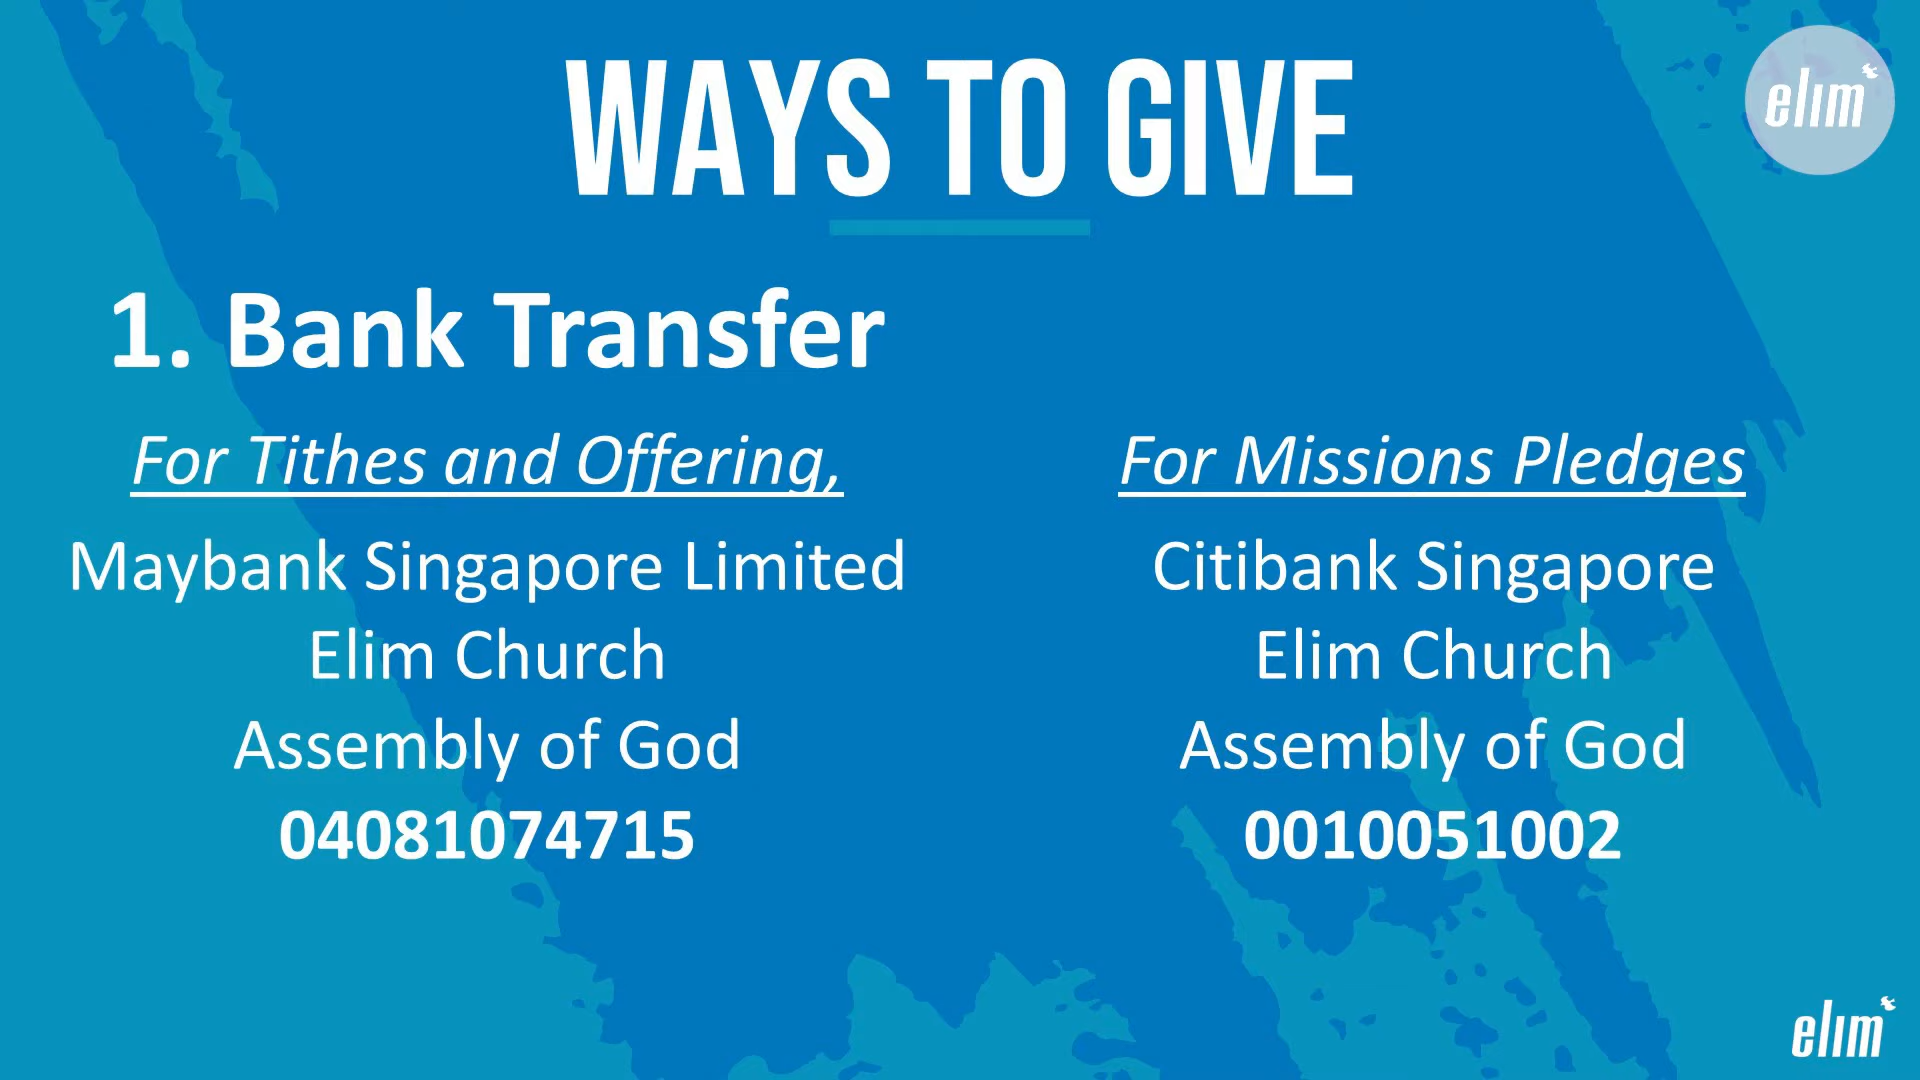 WAYS TO GIVE
elim
1. Bank Transfer
For Tithes and Offering,
Maybank Singapore Limited
Elim Church
Assembly of God
04081074715
For Missions Pledges
Citibank Singapore
Elim Church
Assembly of God
0010051002
elim